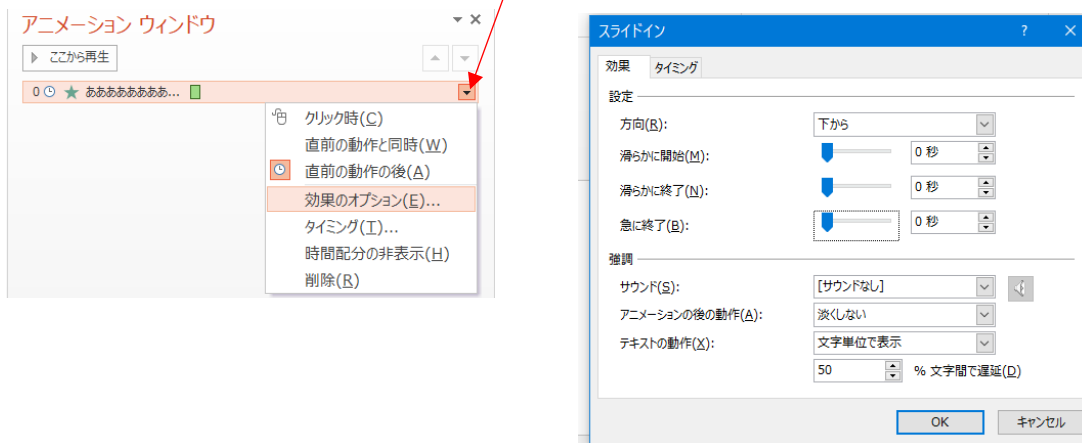 アニメーション ウィンドウ
ここから再生
0 ああああああああ...
クリック時(C)
直前の動作と同時(W)
直前の動作の後(A)
効果のオプション(E)...
タイミング(T)...
時間配分の非表示(H)
削除(R)
スライドイン
効果 タイミング
設定
方向(R): 下から
滑らかに開始(M): 0 秒
滑らかに終了(N): 0 秒
急に終了(B): 0 秒
強調
サウンド(S): [サウンドなし]
アニメーションの後の動作(A): 淡くしない
テキストの動作(X): 文字単位で表示
50 % 文字間で遅延(D)
OK キャンセル